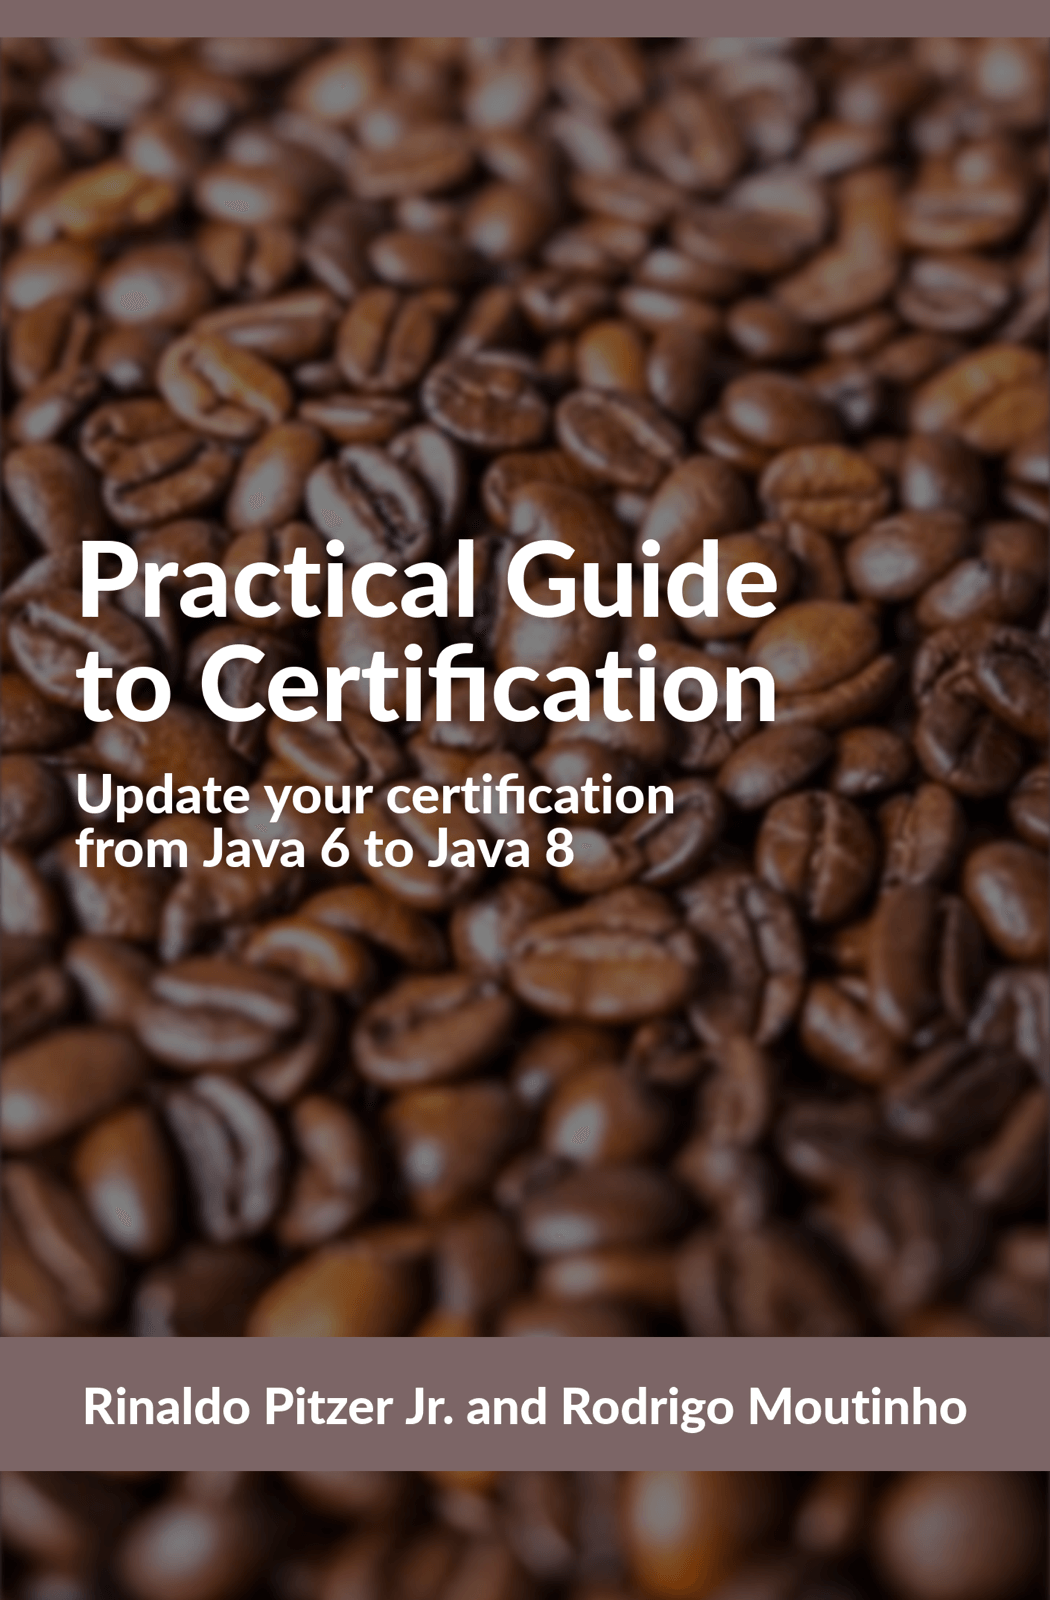 Practical Guide
to Certification
Update your certification
from Java 6 to Java 8
Rinaldo Pitzer Jr. and Rodrigo Moutinho